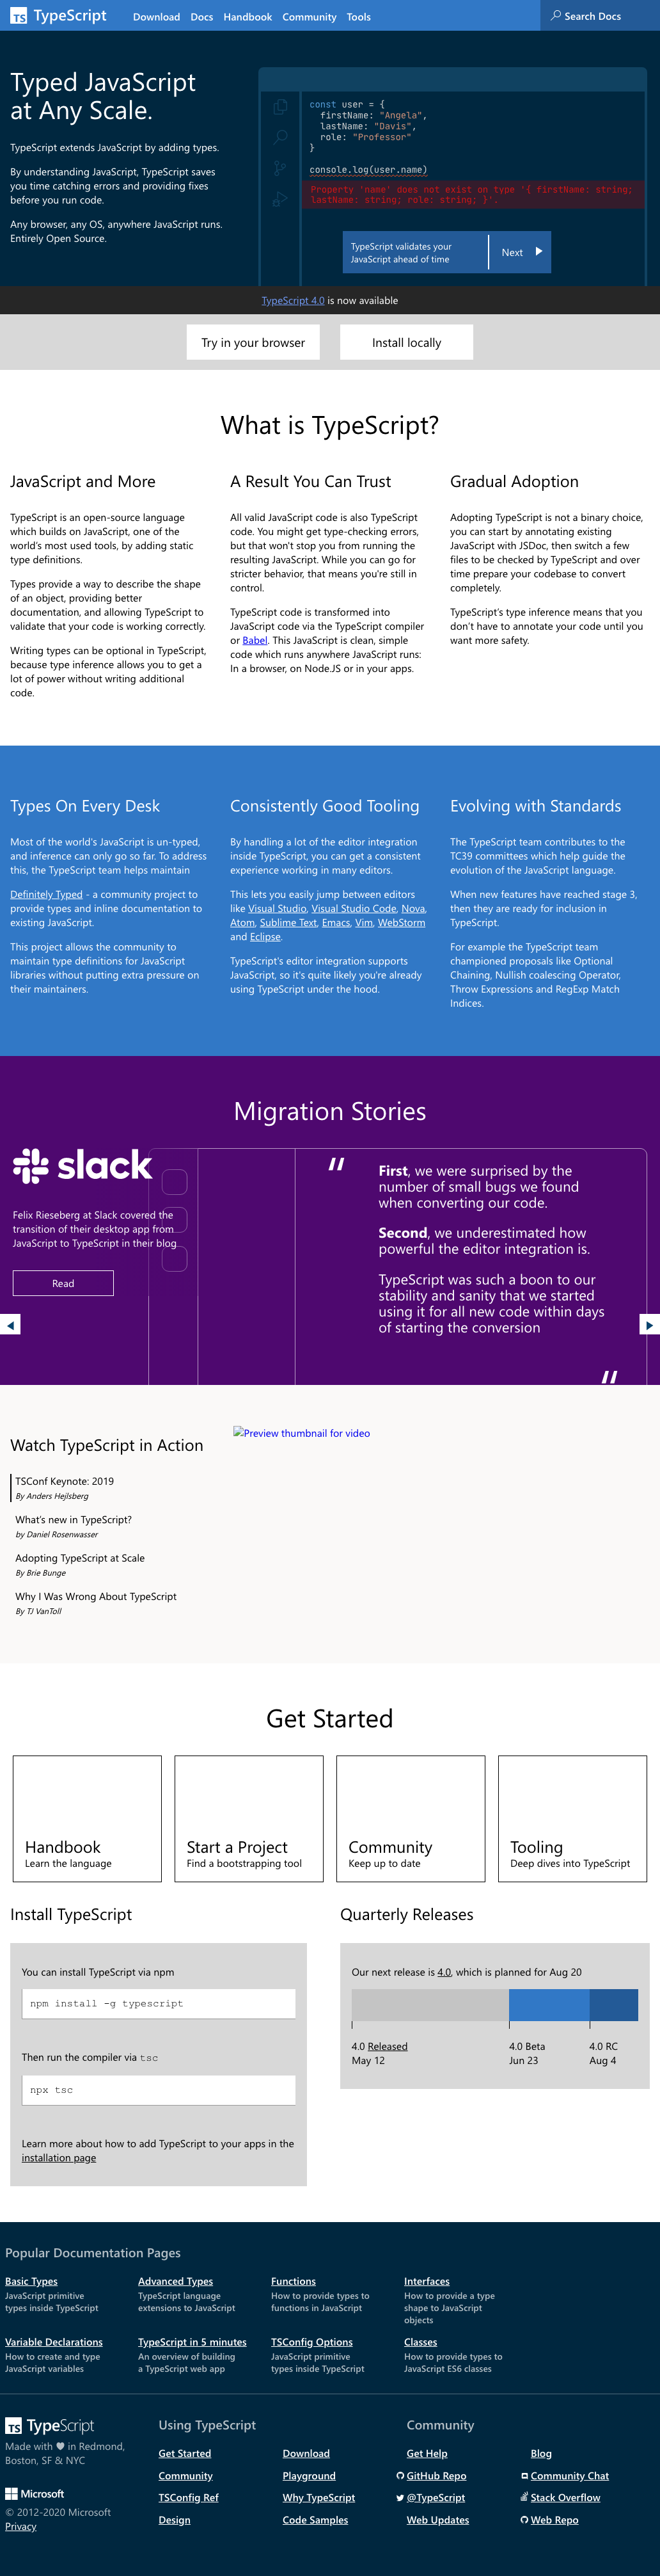 TS TypeScript
Download Docs Handbook Community Tools
Search Docs
Typed JavaScript
at Any Scale.
TypeScript extends JavaScript by adding types.
By understanding JavaScript, TypeScript saves
you time catching errors and providing fixes
before you run code.
Any browser, any OS, anywhere JavaScript runs.
Entirely Open Source.
const user = {
firstName: "Angela",
lastName: "Davis",
role: "Professor"
}
console.log(user.name)
Property 'name' does not exist on type '{ firstName: string;
lastName: string; role: string; }'.
TypeScript validates your
JavaScript ahead of time
Next
TypeScript 4.0 is now available
Try in your browser
Install locally
What is TypeScript?
JavaScript and More
TypeScript is an open-source language
which builds on JavaScript, one of the
world's most used tools, by adding static
type definitions.
Types provide a way to describe the shape
of an object, providing better
documentation, and allowing TypeScript to
validate that your code is working correctly.
Writing types can be optional in TypeScript,
because type inference allows you to get a
lot of power without writing additional
code.
A Result You Can Trust
All valid JavaScript code is also TypeScript
code. You might get type-checking errors,
but that won't stop you from running the
resulting JavaScript. While you can go for
stricter behavior, that means you're still in
control.
TypeScript code is transformed into
JavaScript code via the TypeScript compiler
or Babel. This JavaScript is clean, simple
code which runs anywhere JavaScript runs:
In a browser, on Node.JS or in your apps.
Gradual Adoption
Adopting TypeScript is not a binary choice,
you can start by annotating existing
JavaScript with JSDoc, then switch a few
files to be checked by TypeScript and over
time prepare your codebase to convert
completely.
TypeScript's type inference means that you
don't have to annotate your code until you
want more safety.
Types On Every Desk
Most of the world's JavaScript is un-typed,
and inference can only go so far. To address
this, the TypeScript team helps maintain
Definitely Typed - a community project to
provide types and inline documentation to
existing JavaScript.
This project allows the community to
maintain type definitions for JavaScript
libraries without putting extra pressure on
their maintainers.
Consistently Good Tooling
By handling a lot of the editor integration
inside TypeScript, you can get a consistent
experience working in many editors.
This lets you easily jump between editors
like Visual Studio, Visual Studio Code, Nova,
Atom, Sublime Text, Emacs, Vim, WebStorm
and Eclipse.
TypeScript's editor integration supports
JavaScript, so it's quite likely you're already
using TypeScript under the hood.
Evolving with Standards
The TypeScript team contributes to the
TC39 committees which help guide the
evolution of the JavaScript language.
When new features have reached stage 3,
then they are ready for inclusion in
TypeScript.
For example the TypeScript team
championed proposals like Optional
Chaining, Nullish coalescing Operator,
Throw Expressions and RegExp Match
Indices.
Migration Stories
slack
Felix Rieseberg at Slack covered the
transition of their desktop app from
JavaScript to TypeScript in their blog
Read
"
First, we were surprised by the
number of small bugs we found
when converting our code.
Second, we underestimated how
powerful the editor integration is.
TypeScript was such a boon to our
stability and sanity that we started
using it for all new code within days
of starting the conversion
"
Watch TypeScript in Action
TSConf Keynote: 2019
By Anders Hejlsberg
What's new in TypeScript?
by Daniel Rosenwasser
Adopting TypeScript at Scale
By Brie Bunge
Why I Was Wrong About TypeScript
By TJ VanToll
Preview thumbnail for video
Get Started
Handbook
Learn the language
Start a Project
Find a bootstrapping tool
Community
Keep up to date
Tooling
Deep dives into TypeScript
Install TypeScript
You can install TypeScript via npm
npm install -g typescript
Then run the compiler via tsc
npx tsc
Learn more about how to add TypeScript to your apps in the
installation page
Quarterly Releases
Our next release is 4.0, which is planned for Aug 20
4.0 Released
May 12
4.0 Beta
Jun 23
4.0 RC
Aug 4
Popular Documentation Pages
Basic Types
JavaScript primitive
types inside TypeScript
Advanced Types
TypeScript language
extensions to JavaScript
Functions
How to provide types to
functions in JavaScript
Interfaces
How to provide a type
shape to JavaScript
objects
Variable Declarations
How to create and type
JavaScript variables
TypeScript in 5 minutes
An overview of building
a TypeScript web app
TSConfig Options
JavaScript primitive
types inside TypeScript
Classes
How to provide types to
JavaScript ES6 classes
TS TypeScript
Made with ♥ in Redmond,
Boston, SF & NYC
Microsoft
© 2012-2020 Microsoft
Privacy
Using TypeScript
Get Started
Download
Community
Playground
TSConfig Ref
Why TypeScript
Design
Code Samples
Community
Get Help
Blog
GitHub Repo
Community Chat
@TypeScript
Stack Overflow
Web Updates
Web Repo